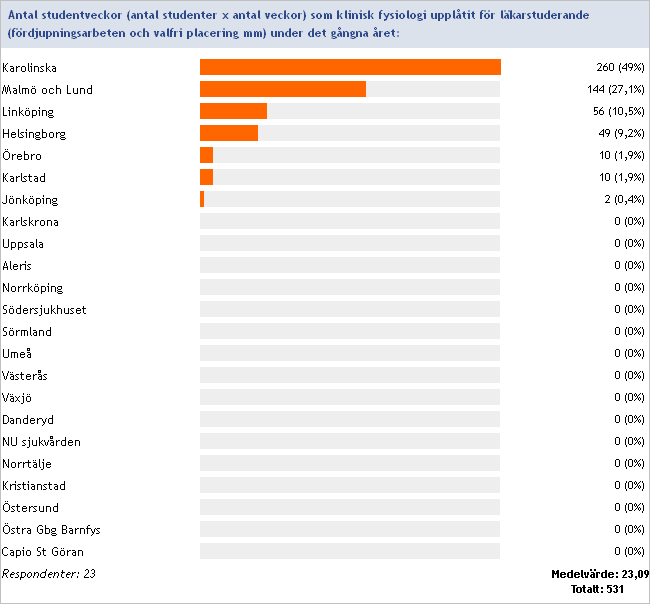 Antal studentveckor (antal studenter x antal veckor) som klinisk fysiologi upplåtit för läkarstuderande
(fördjupningsarbeten och valfri placering mm) under det gångna året:
Karolinska 260 (49%)
Malmö och Lund 144 (27,1%)
Linköping 56 (10,5%)
Helsingborg 49 (9,2%)
Örebro 10 (1,9%)
Karlstad 10 (1,9%)
Jönköping 2 (0,4%)
Karlskrona 0 (0%)
Uppsala 0 (0%)
Aleris 0 (0%)
Norrköping 0 (0%)
Södersjukhuset 0 (0%)
Sörmland 0 (0%)
Umeå 0 (0%)
Västerås 0 (0%)
Växjö 0 (0%)
Danderyd 0 (0%)
NU sjukvården 0 (0%)
Norrtälje 0 (0%)
Kristianstad 0 (0%)
Östersund 0 (0%)
Östra Gbg Barnfys 0 (0%)
Capio St Göran 0 (0%)
Respondenter: 23 Medelvärde: 23,09
Totalt: 531